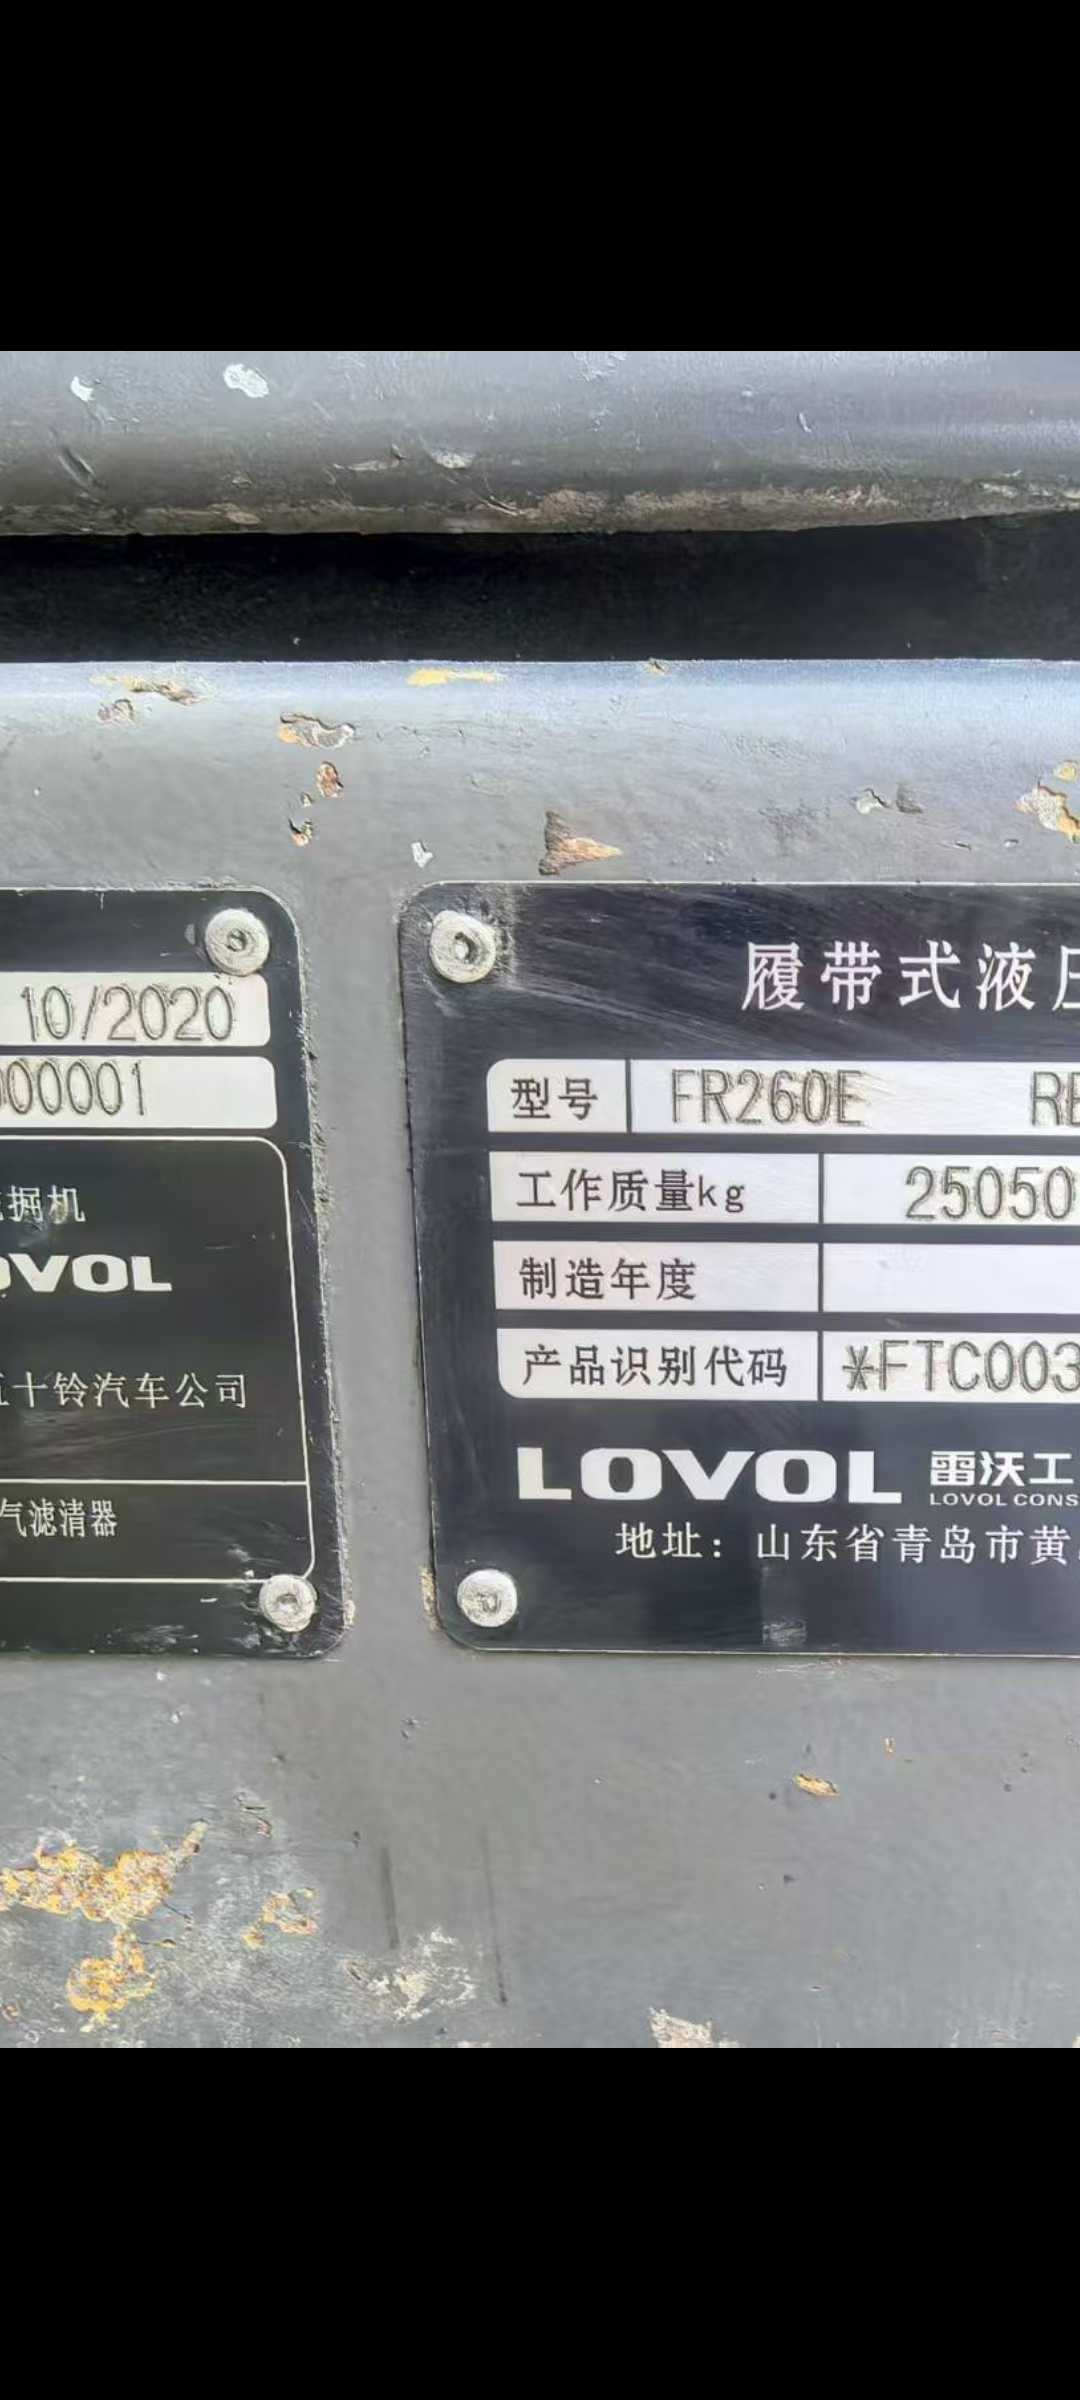 10/2020
00001
掘机
OVOL
五十铃汽车公司
气滤清器
履带式液压
型号 FR260E RE
工作质量kg 25050
制造年度
产品识别代码 *FTC003
LOVOL 雷沃工
LOVOL CONS
地址：山东省青岛市黄